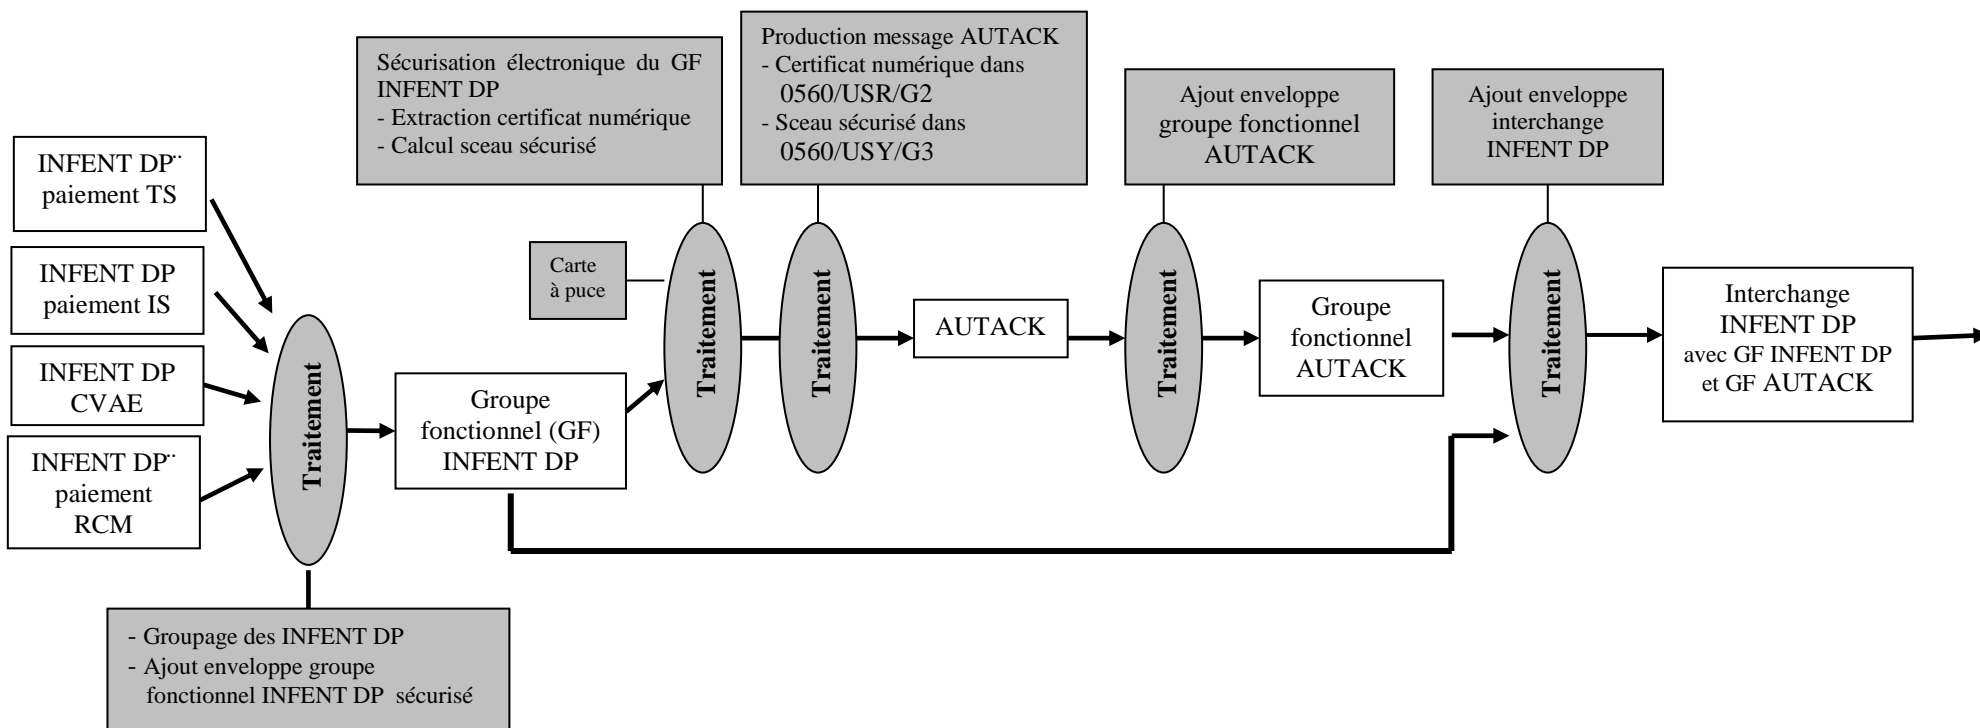 INFENT DP¨
paiement TS
INFENT DP
paiement IS
INFENT DP
CVAE
INFENT DP¨
paiement
RCM
Traitement
- Groupage des INFENT DP
- Ajout enveloppe groupe
fonctionnel INFENT DP sécurisé
Groupe
fonctionnel (GF)
INFENT DP
Sécurisation électronique du GF
INFENT DP
- Extraction certificat numérique
- Calcul sceau sécurisé
Carte
à puce
Traitement
Production message AUTACK
- Certificat numérique dans
0560/USR/G2
- Sceau sécurisé dans
0560/USY/G3
Traitement
AUTACK
Ajout enveloppe
groupe fonctionnel
AUTACK
Traitement
Groupe
fonctionnel
AUTACK
Ajout enveloppe
interchange
INFENT DP
Traitement
Interchange
INFENT DP
avec GF INFENT DP
et GF AUTACK